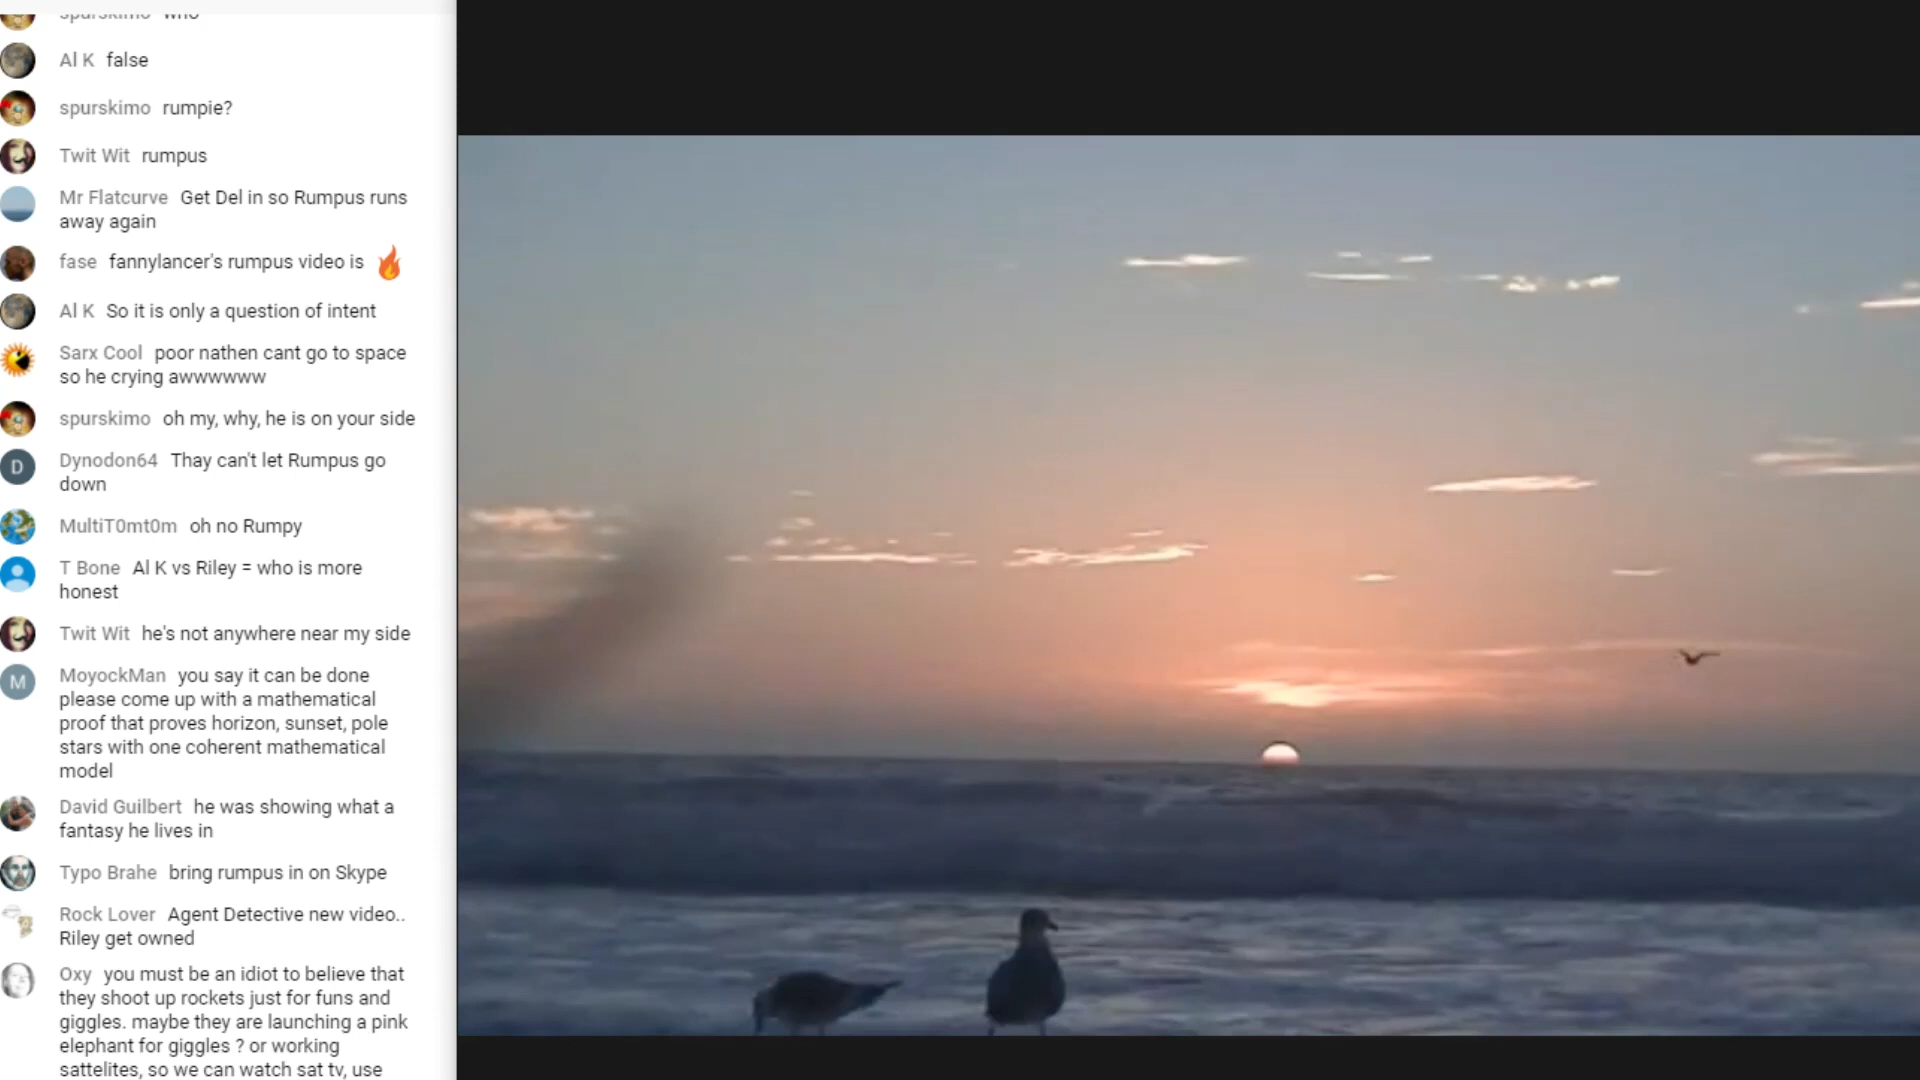 spurskimo who
Al K false
spurskimo rumpie?
Twit Wit rumpus
Mr Flatcurve Get Del in so Rumpus runs
away again
fase fannylancer's rumpus video is 🔥
Al K So it is only a question of intent
Sarx Cool poor nathen cant go to space
so he crying awwwwww
spurskimo oh my, why, he is on your side
D
Dynodon64 Thay can't let Rumpus go
down
MultiT0mt0m oh no Rumpy
T Bone Al K vs Riley = who is more
honest
Twit Wit he's not anywhere near my side
M
MoyockMan you say it can be done
please come up with a mathematical
proof that proves horizon, sunset, pole
stars with one coherent mathematical
model
David Guilbert he was showing what a
fantasy he lives in
Typo Brahe bring rumpus in on Skype
Rock Lover Agent Detective new video..
Riley get owned
Oxy you must be an idiot to believe that
they shoot up rockets just for funs and
giggles. maybe they are launching a pink
elephant for giggles ? or working
sattelites, so we can watch sat tv, use